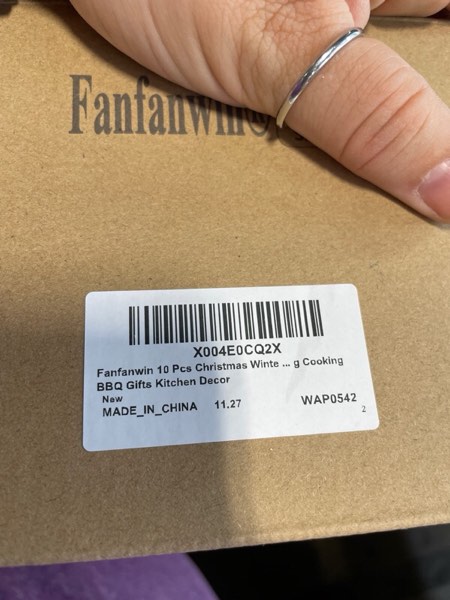 Fanfanwin®
X004E0CQ2X
Fanfanwin 10 Pcs Christmas Winte ... g Cooking
BBQ Gifts Kitchen Decor
New
MADE_IN_CHINA 11.27 WAP0542
2